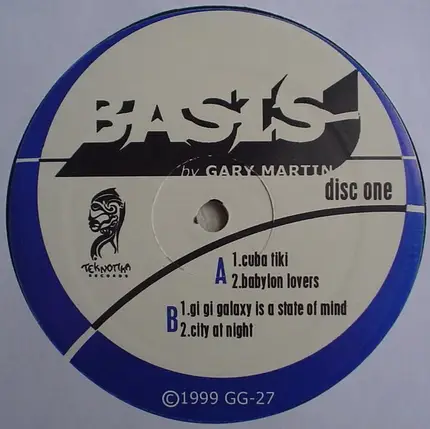 BASIS
by GARY MARTIN
disc one
TEKNOTIKA
RECORDS
A 1.cuba tiki
2.babylon lovers
B 1.gi gi galaxy is a state of mind
2.city at night
©1999 GG-27